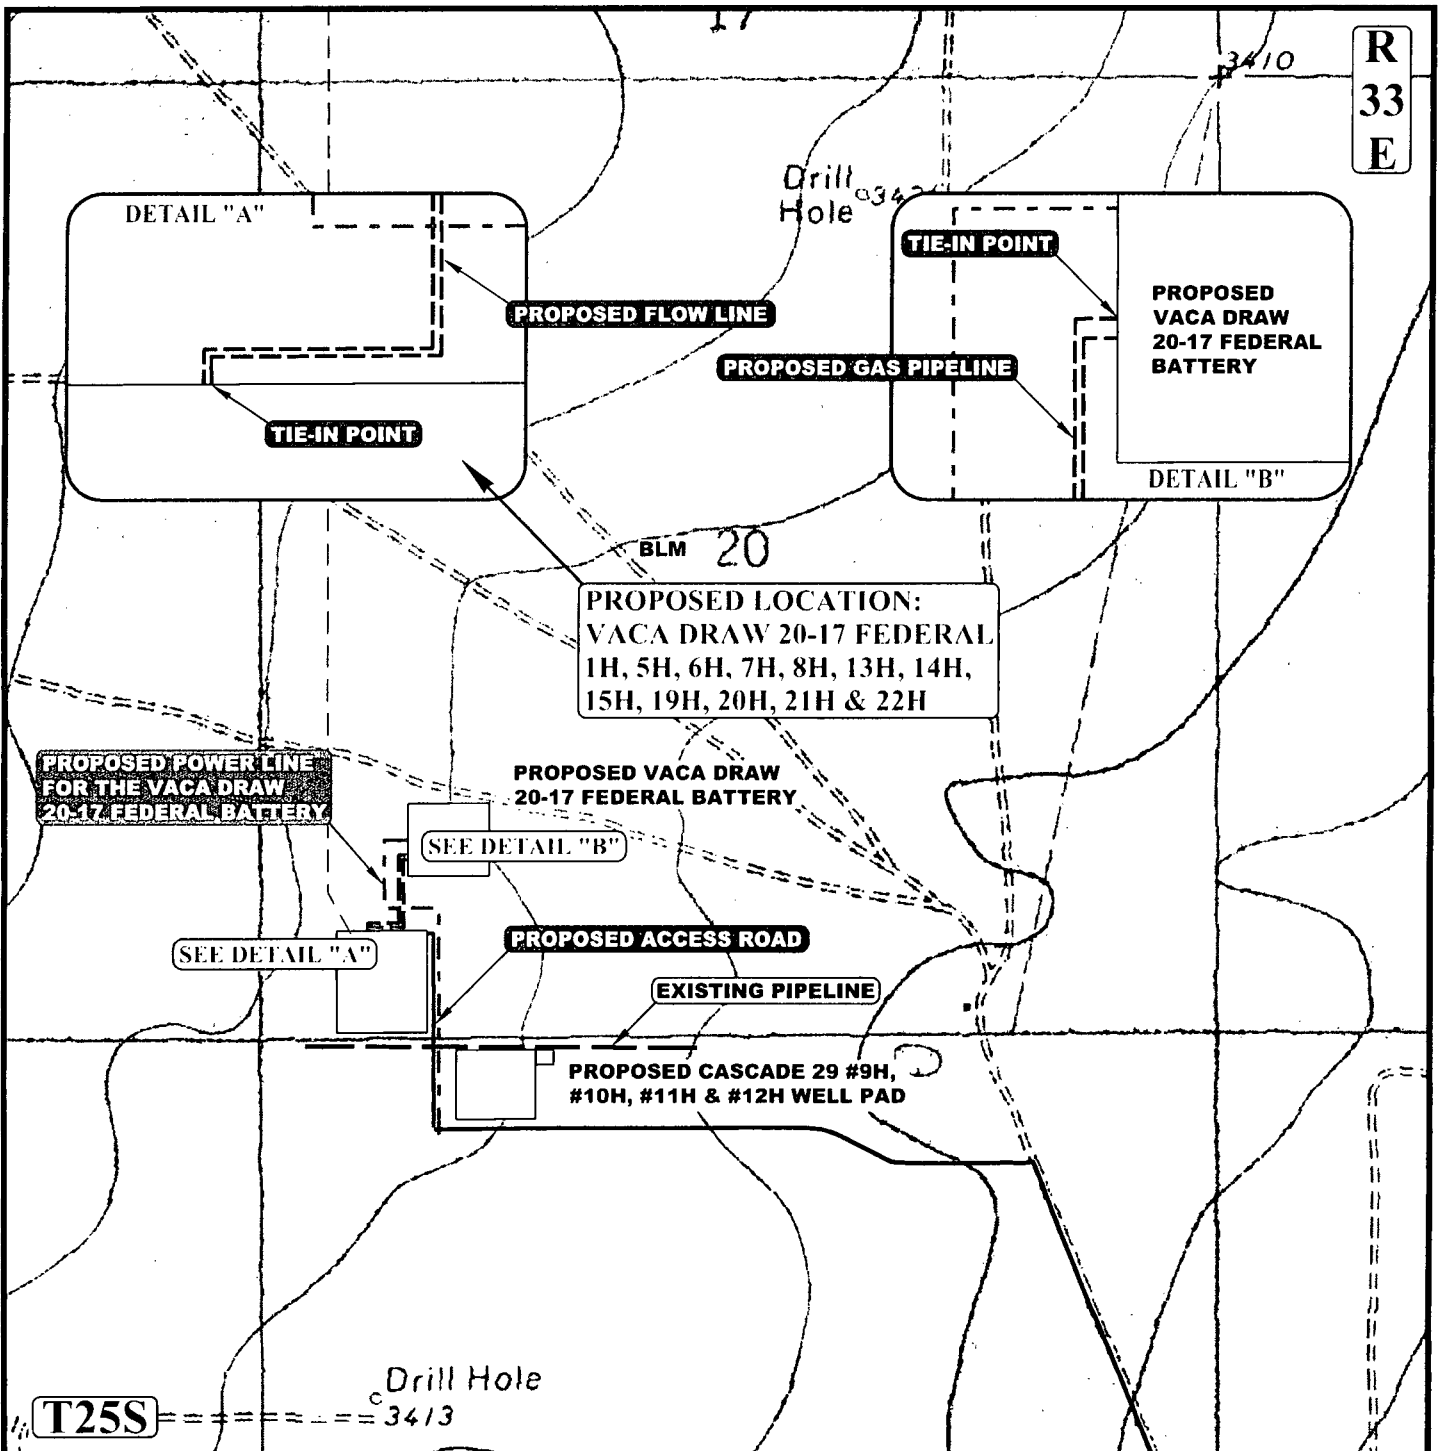 17
3410
R
33
E
Drill
Hole
DETAIL "A"
TIE-IN POINT
PROPOSED
VACA DRAW
20-17 FEDERAL
BATTERY
PROPOSED FLOW LINE
PROPOSED GAS PIPELINE
TIE-IN POINT
DETAIL "B"
BLM 20
PROPOSED LOCATION:
VACA DRAW 20-17 FEDERAL
1H, 5H, 6H, 7H, 8H, 13H, 14H,
15H, 19H, 20H, 21H & 22H
PROPOSED POWER LINE
FOR THE VACA DRAW
20-17 FEDERAL BATTERY
PROPOSED VACA DRAW
20-17 FEDERAL BATTERY
SEE DETAIL "B"
SEE DETAIL "A"
PROPOSED ACCESS ROAD
EXISTING PIPELINE
PROPOSED CASCADE 29 #9H,
#10H, #11H & #12H WELL PAD
Drill Hole
3413
T25S